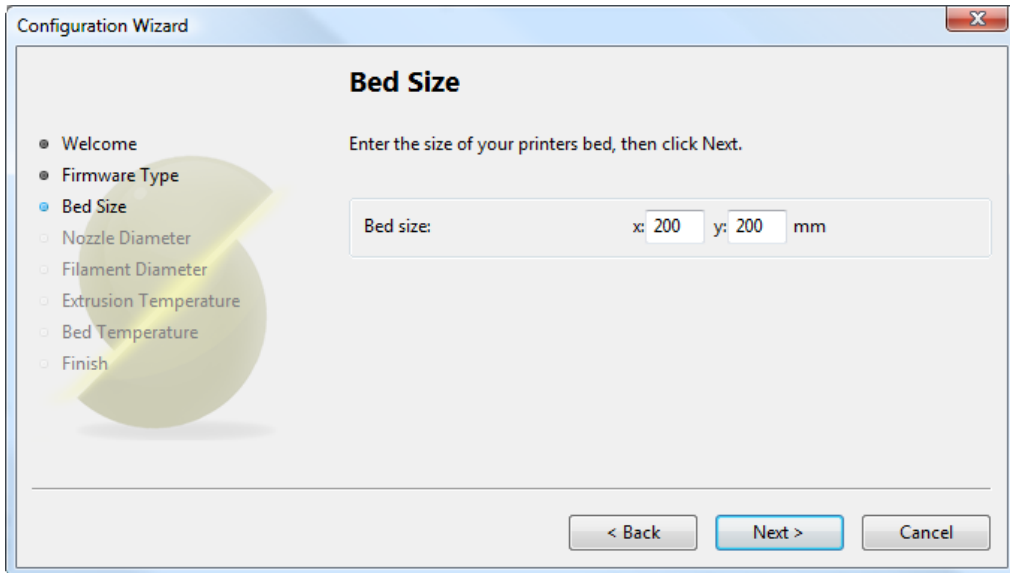 Configuration Wizard
Bed Size
Welcome
Firmware Type
Bed Size
Nozzle Diameter
Filament Diameter
Extrusion Temperature
Bed Temperature
Finish
Enter the size of your printers bed, then click Next.
Bed size: x: 200 y: 200 mm
< Back Next > Cancel